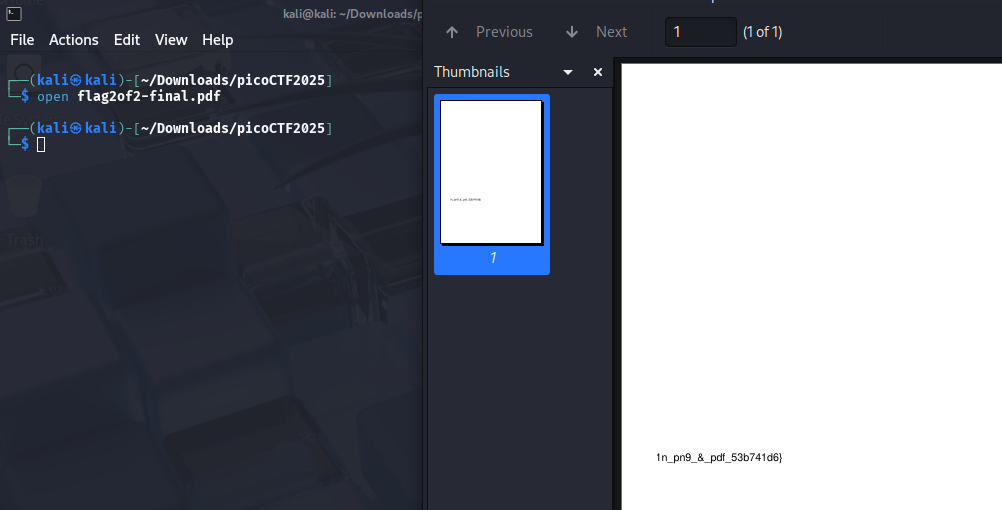 kali@kali: ~/Downloads/p
File Actions Edit View Help
┌──(kali㉿kali)-[~/Downloads/picoCTF2025]
└─$ open flag2of2-final.pdf
┌──(kali㉿kali)-[~/Downloads/picoCTF2025]
└─$
Trash
Previous
Next
1
(1 of 1)
Thumbnails
1
1n_pn9_&_pdf_53b741d6}